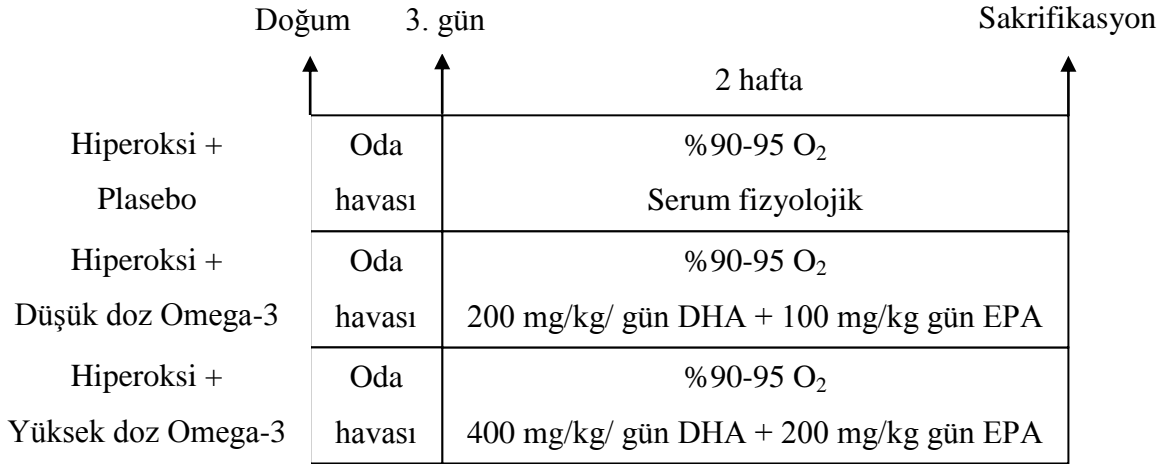 Doğum 3. gün Sakrifikasyon
2 hafta
Hiperoksi + Oda %90-95 O₂
Plasebo havası Serum fizyolojik
Hiperoksi + Oda %90-95 O₂
Düşük doz Omega-3 havası 200 mg/kg/ gün DHA + 100 mg/kg gün EPA
Hiperoksi + Oda %90-95 O₂
Yüksek doz Omega-3 havası 400 mg/kg/ gün DHA + 200 mg/kg gün EPA